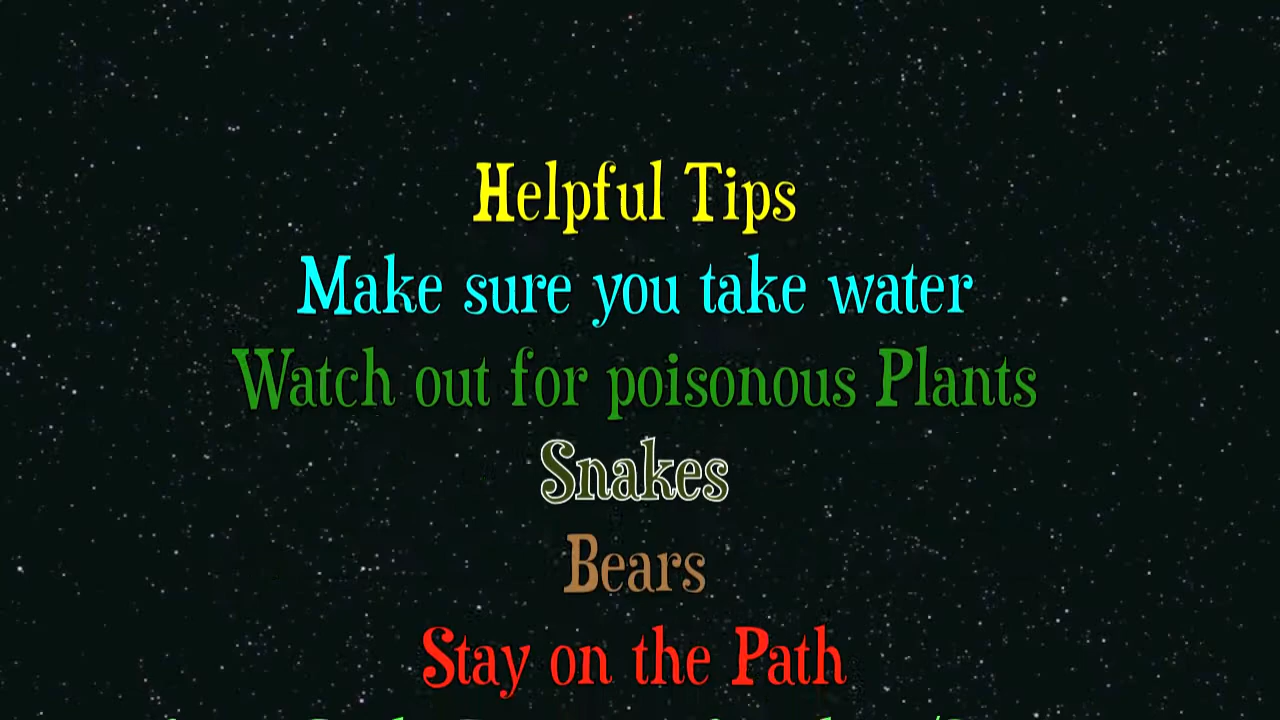 Helpful Tips
Make sure you take water
Watch out for poisonous Plants
Snakes
Bears
Stay on the Path